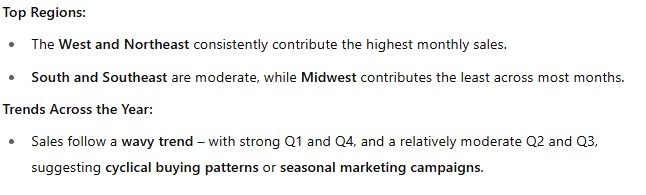 Top Regions:
• The West and Northeast consistently contribute the highest monthly sales.
• South and Southeast are moderate, while Midwest contributes the least across most months.
Trends Across the Year:
• Sales follow a wavy trend – with strong Q1 and Q4, and a relatively moderate Q2 and Q3,
suggesting cyclical buying patterns or seasonal marketing campaigns.